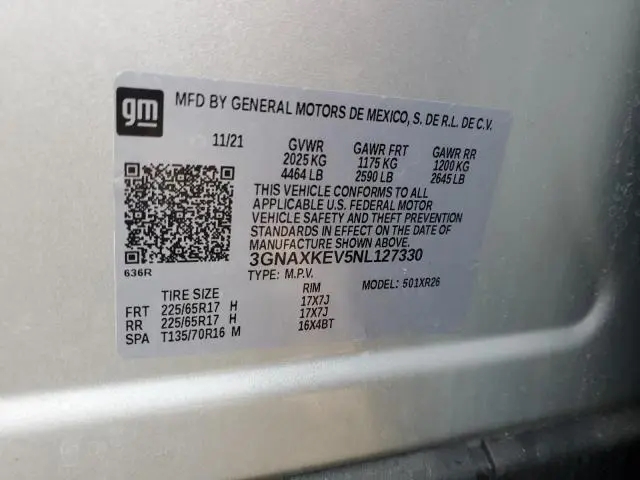 gm
MFD BY GENERAL MOTORS DE MEXICO, S. DE R.L. DE C.V.
11/21 GVWR GAWR FRT GAWR RR
2025 KG 1175 KG 1200 KG
4464 LB 2590 LB 2645 LB
THIS VEHICLE CONFORMS TO ALL
APPLICABLE U.S. FEDERAL MOTOR
VEHICLE SAFETY AND THEFT PREVENTION
STANDARDS IN EFFECT ON THE DATE OF
MANUFACTURE SHOWN ABOVE.
636R
3GNAXKEV5NL127330
TYPE: M.P.V. MODEL: 501XR26
TIRE SIZE RIM
FRT 225/65R17 H 17X7J
RR 225/65R17 H 17X7J
SPA T135/70R16 M 16X4BT